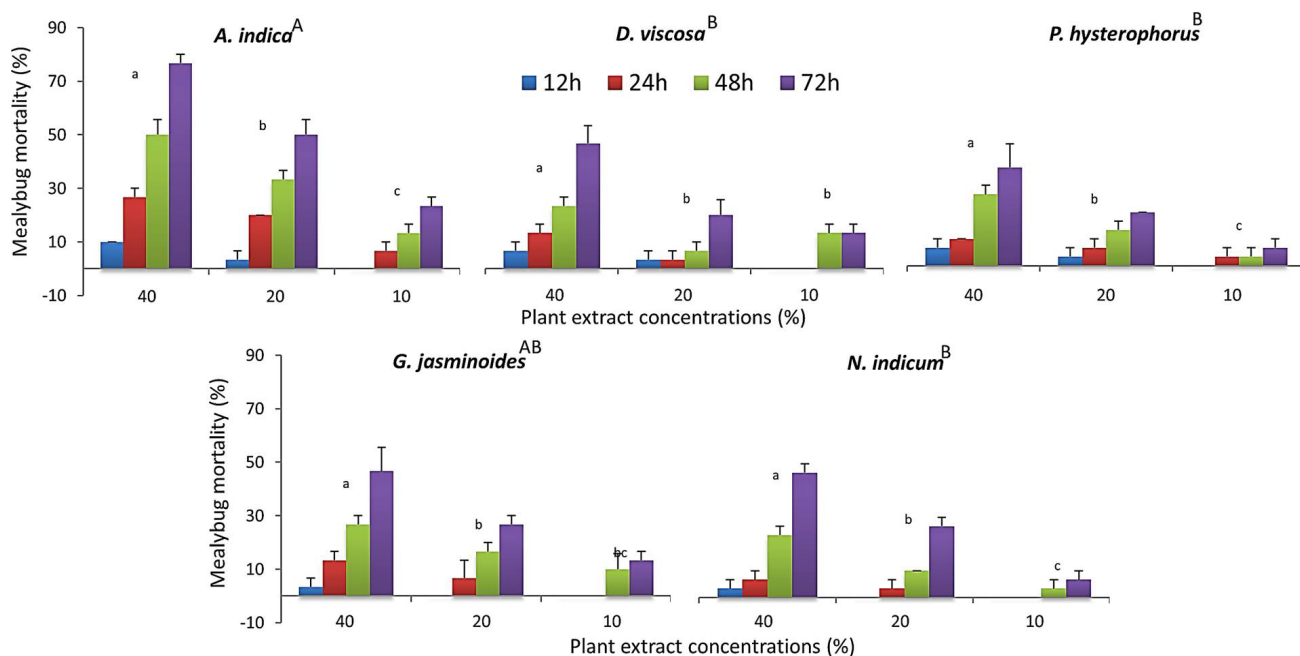 A. indica^A
D. viscosa^B
P. hysterophorus^B
12h 24h 48h 72h
Mealybug mortality (%)
90
70
50
30
10
-10
a
b
c
a
b
b
a
b
c
40 20 10
40 20 10
40 20 10
Plant extract concentrations (%)
G. jasminoides^AB
N. indicum^B
Mealybug mortality (%)
90
70
50
30
10
-10
a
b
bc
a
b
c
40 20 10
40 20 10
Plant extract concentrations (%)